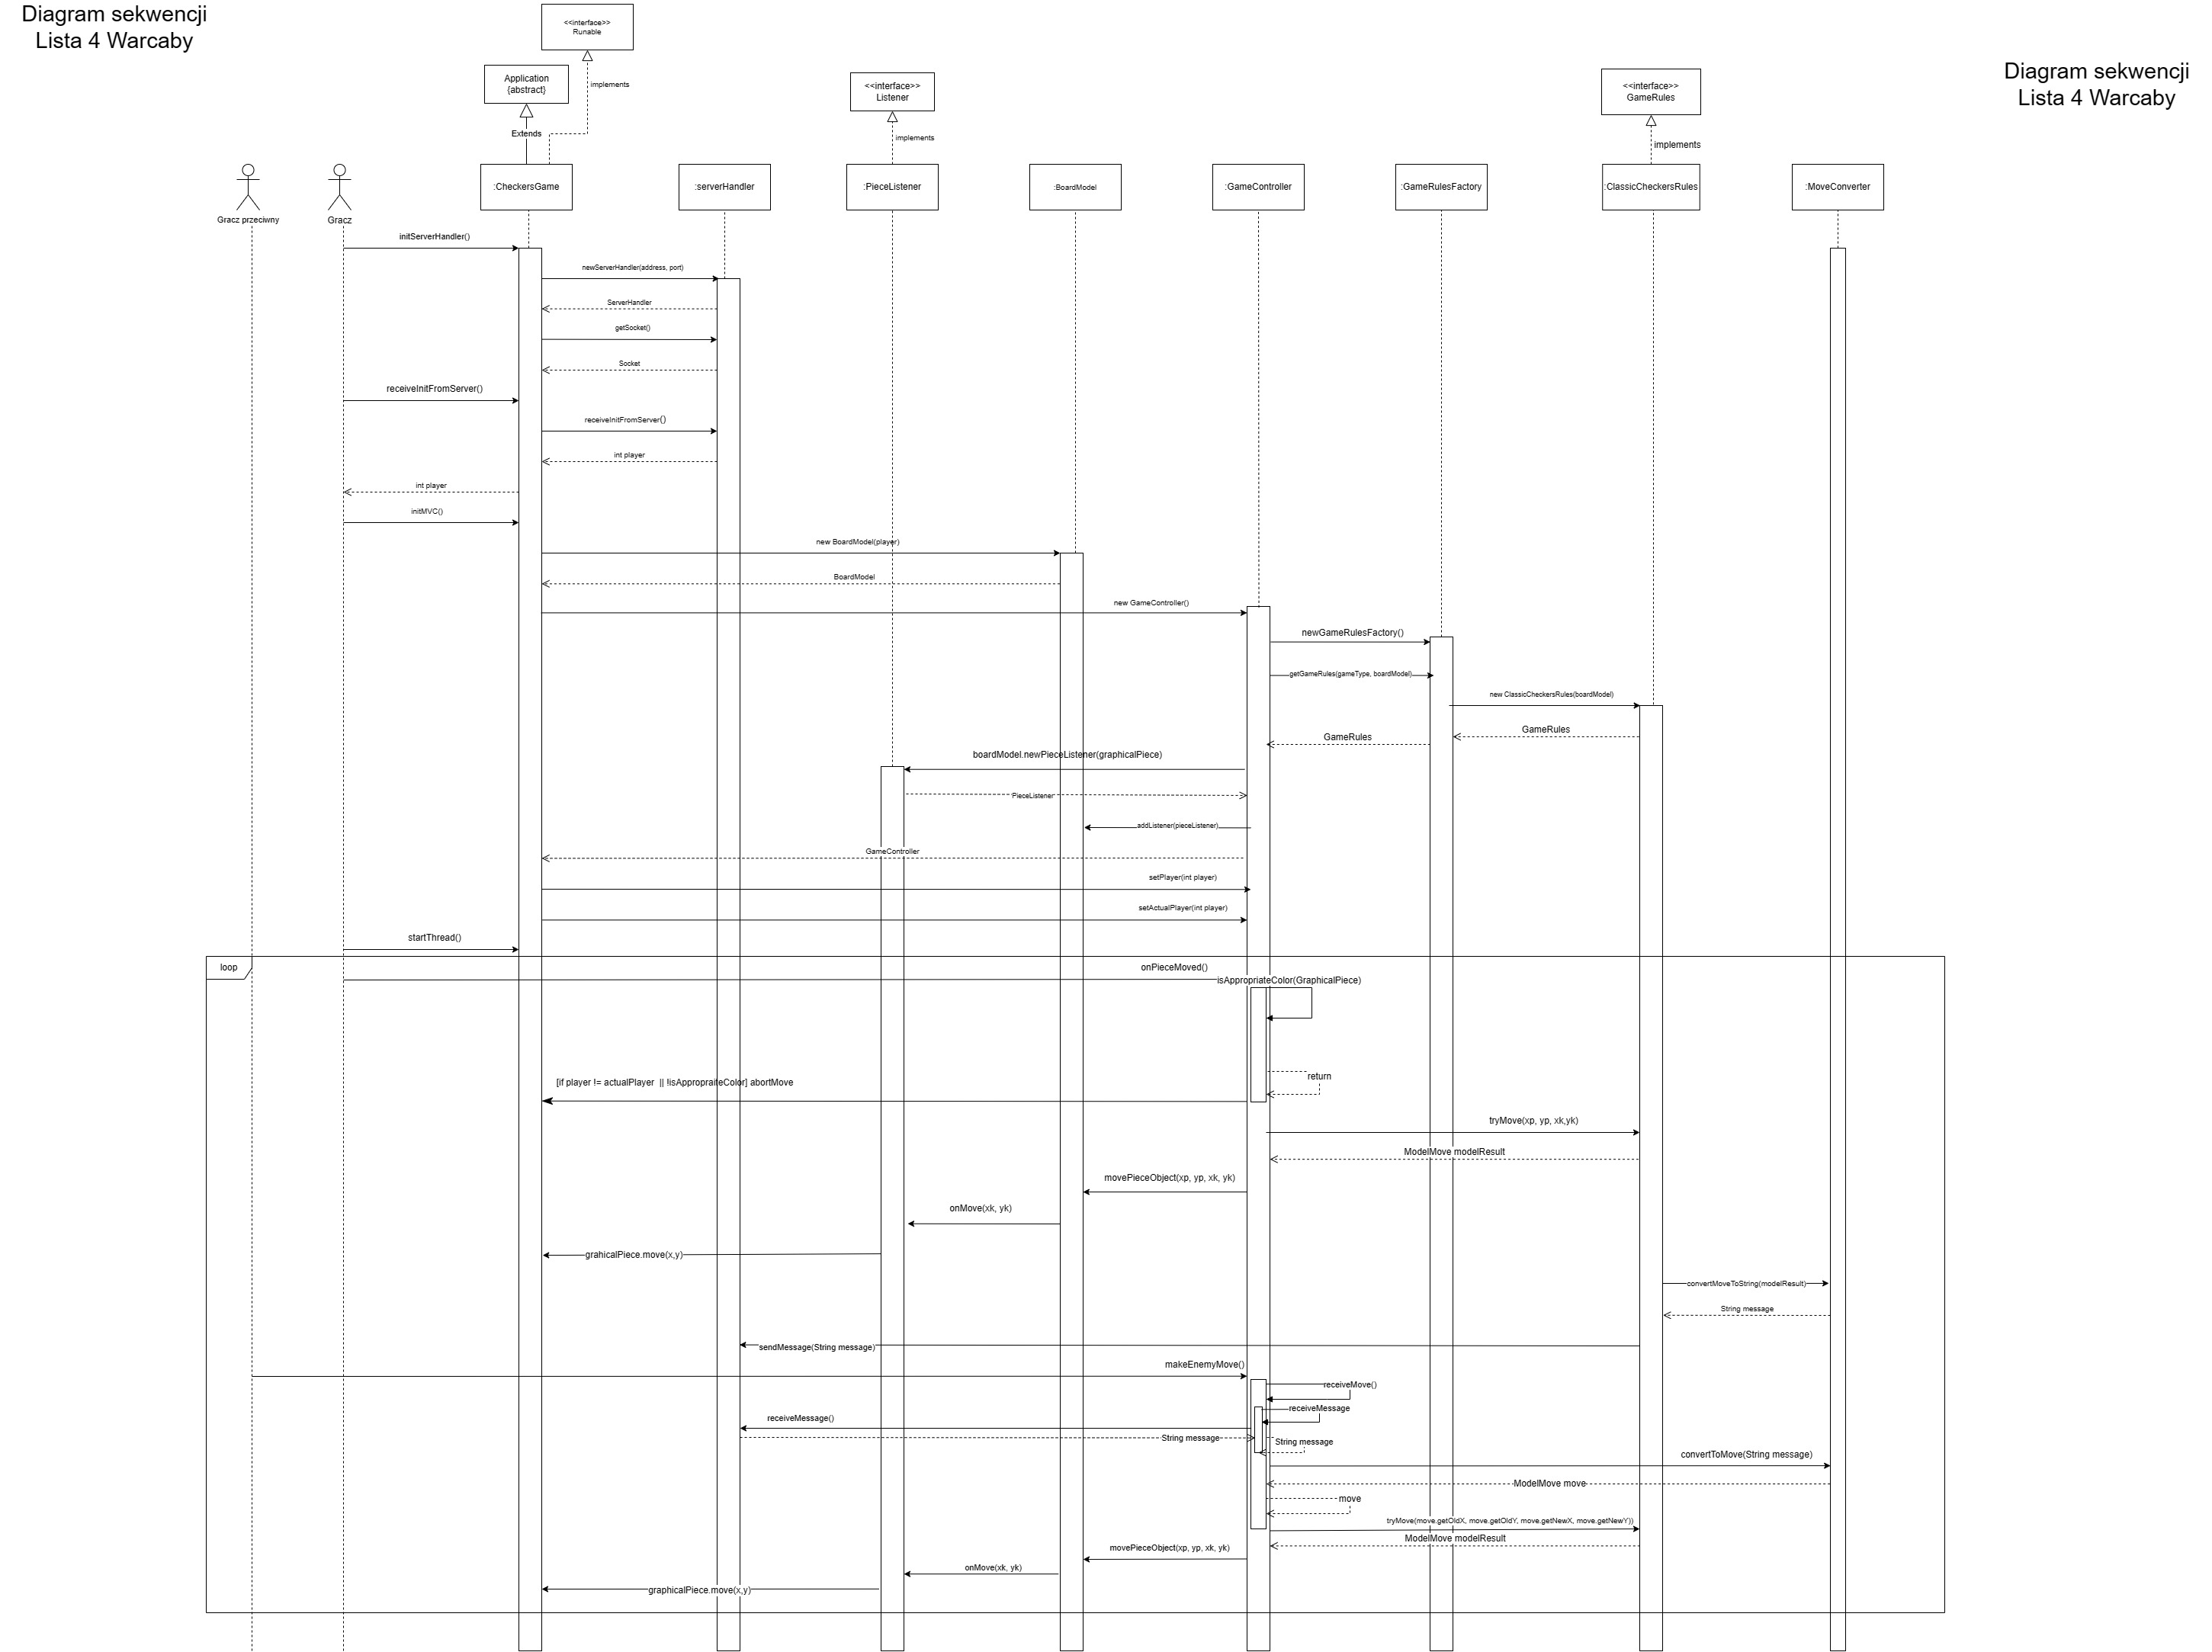 Diagram sekwencji
Lista 4 Warcaby
<<interface>>
Runable
Application
{abstract}
implements
<<interface>>
Listener
<<interface>>
GameRules
Diagram sekwencji
Lista 4 Warcaby
Extends
implements
implements
:CheckersGame
:serverHandler
:PieceListener
:BoardModel
:GameController
:GameRulesFactory
:ClassicCheckersRules
:MoveConverter
Gracz przeciwny
Gracz
initServerHandler()
newServerHandler(address, port)
ServerHandler
getSocket()
Socket
receiveInitFromServer()
receiveInitFromServer()
int player
int player
initMVC()
new BoardModel(player)
BoardModel
new GameController()
newGameRulesFactory()
getGameRules(gameType, boardModel)
new ClassicCheckersRules(boardModel)
GameRules
GameRules
boardModel.newPieceListener(graphicalPiece)
PieceListener
addListener(pieceListener)
GameController
setPlayer(int player)
setActualPlayer(int player)
startThread()
loop
onPieceMoved()
isAppropriateColor(GraphicalPiece)
return
[if player != actualPlayer || !isAppropraiteColor] abortMove
tryMove(xp, yp, xk,yk)
ModelMove modelResult
movePieceObject(xp, yp, xk, yk)
onMove(xk, yk)
grahicalPiece.move(x,y)
convertMoveToString(modelResult)
String message
sendMessage(String message)
makeEnemyMove()
receiveMove()
receiveMessage
receiveMessage()
String message
String message
convertToMove(String message)
ModelMove move
move
tryMove(move.getOldX, move.getOldY, move.getNewX, move.getNewY))
ModelMove modelResult
movePieceObject(xp, yp, xk, yk)
onMove(xk, yk)
graphicalPiece.move(x,y)